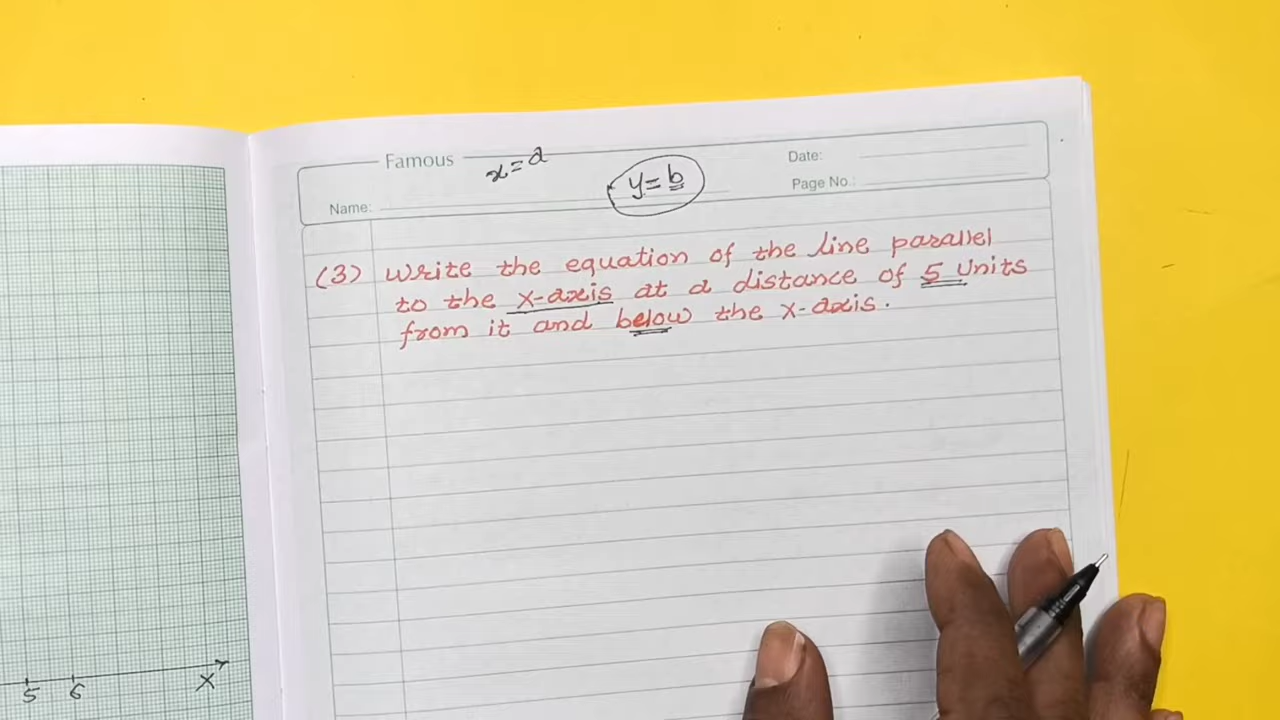 Famous
x=a
y=b
Date:
Page No.:
Name:
(3) Write the equation of the line parallel
to the x-axis at a distance of 5 units
from it and below the x-axis.
5 6 X